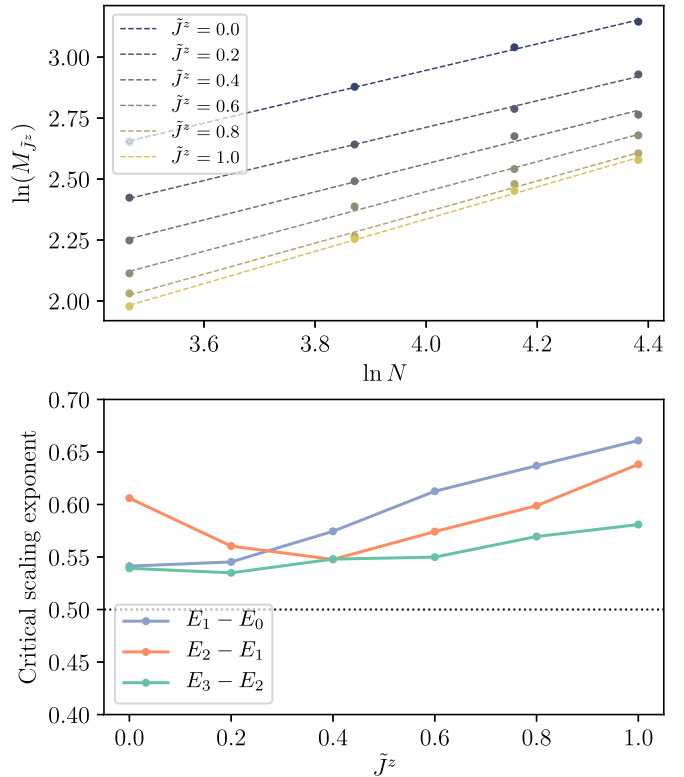 3.00
2.75
2.50
2.25
2.00
ln(M_{J̃^z})
J̃^z = 0.0
J̃^z = 0.2
J̃^z = 0.4
J̃^z = 0.6
J̃^z = 0.8
J̃^z = 1.0
3.6 3.8 4.0 4.2 4.4
ln N
0.70
0.65
0.60
0.55
0.50
0.45
0.40
Critical scaling exponent
E_1 − E_0
E_2 − E_1
E_3 − E_2
0.0 0.2 0.4 0.6 0.8 1.0
J̃^z